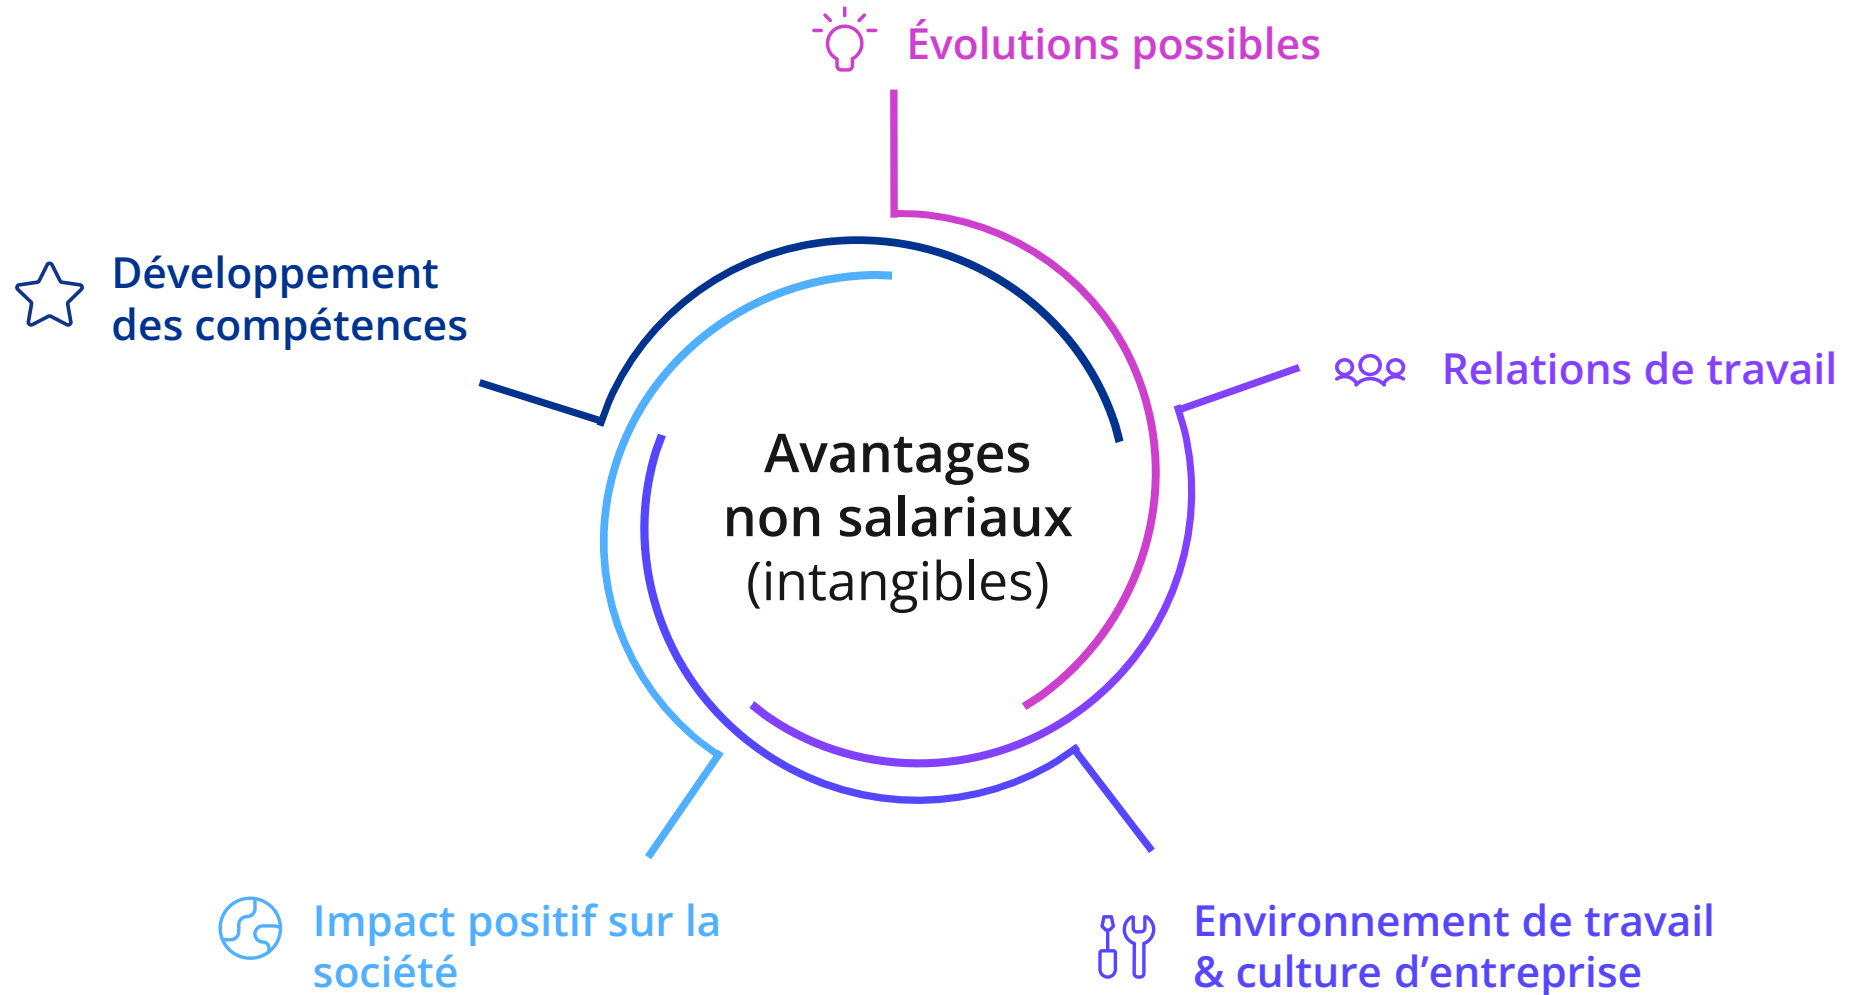 Évolutions possibles
Développement
des compétences
Relations de travail
Avantages
non salariaux
(intangibles)
Impact positif sur la
société
Environnement de travail
& culture d’entreprise